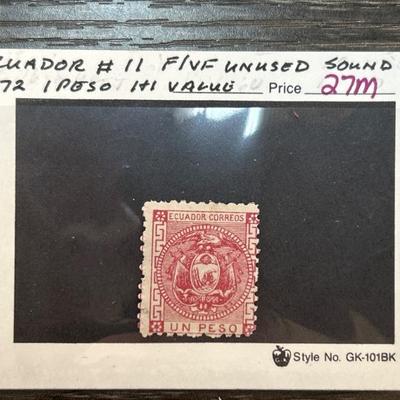 CUADOR # 11 F/VF UNUSED SOUND
72 1 PESO HI VALUE Price 27M
ECUADOR CORREOS
UN PESO
Style No. GK-101BK